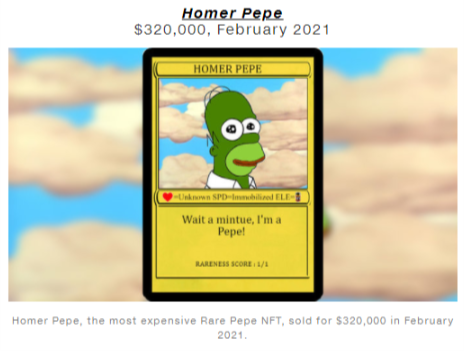 Homer Pepe
$320,000, February 2021
HOMER PEPE
=Unknown SPD=Immobilized ELE=
Wait a mintue, I'm a
Pepe!
RARENESS SCORE : 1/1
Homer Pepe, the most expensive Rare Pepe NFT, sold for $320,000 in February
2021.